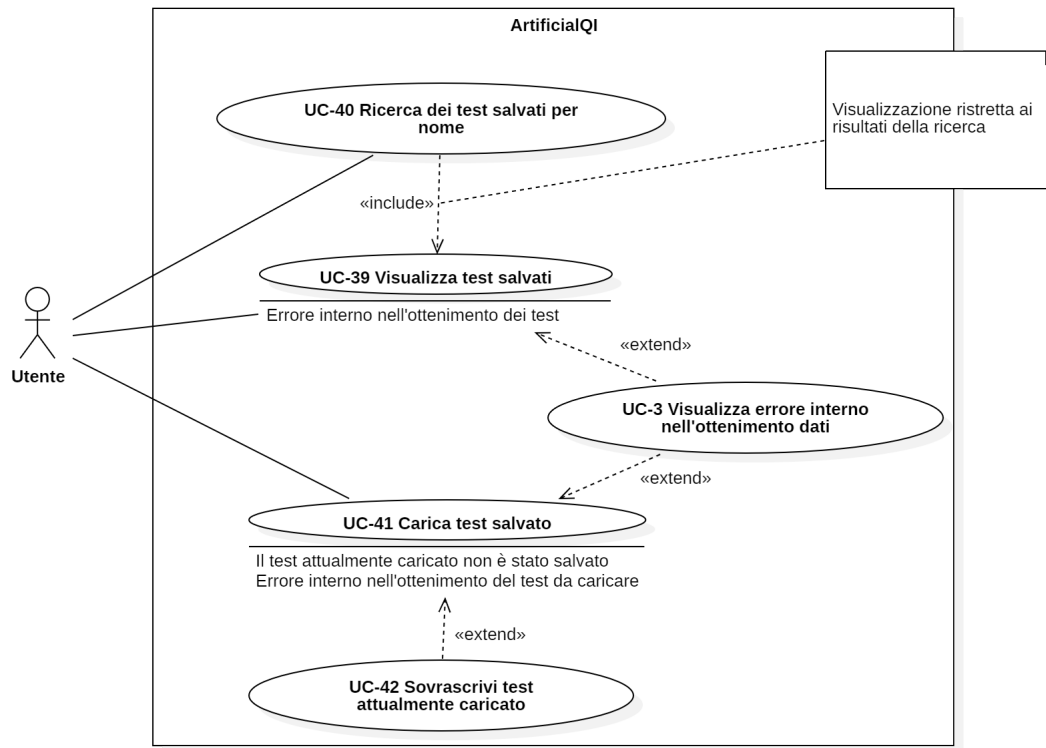 ArtificialQI
UC-40 Ricerca dei test salvati per
nome
Visualizzazione ristretta ai
risultati della ricerca
«include»
UC-39 Visualizza test salvati
Errore interno nell'ottenimento dei test
«extend»
Utente
UC-3 Visualizza errore interno
nell'ottenimento dati
«extend»
UC-41 Carica test salvato
Il test attualmente caricato non è stato salvato
Errore interno nell'ottenimento del test da caricare
«extend»
UC-42 Sovrascrivi test
attualmente caricato